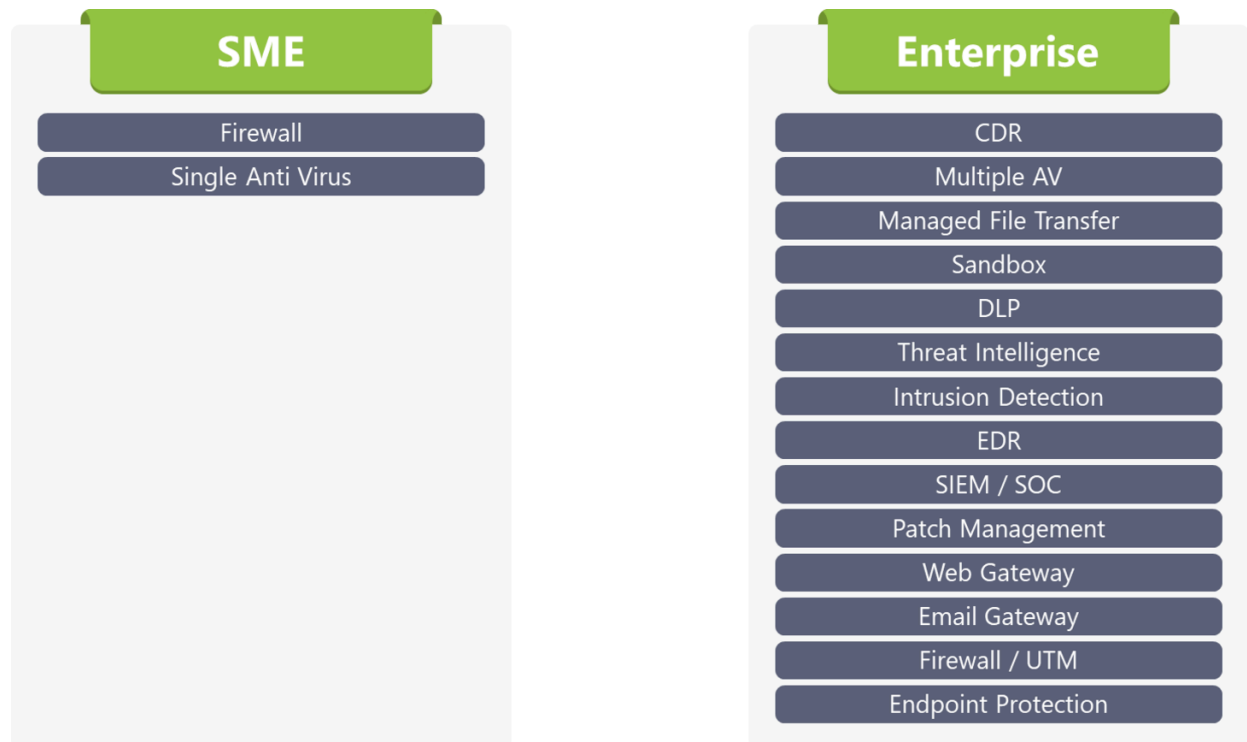 SME
Firewall
Single Anti Virus
Enterprise
CDR
Multiple AV
Managed File Transfer
Sandbox
DLP
Threat Intelligence
Intrusion Detection
EDR
SIEM / SOC
Patch Management
Web Gateway
Email Gateway
Firewall / UTM
Endpoint Protection